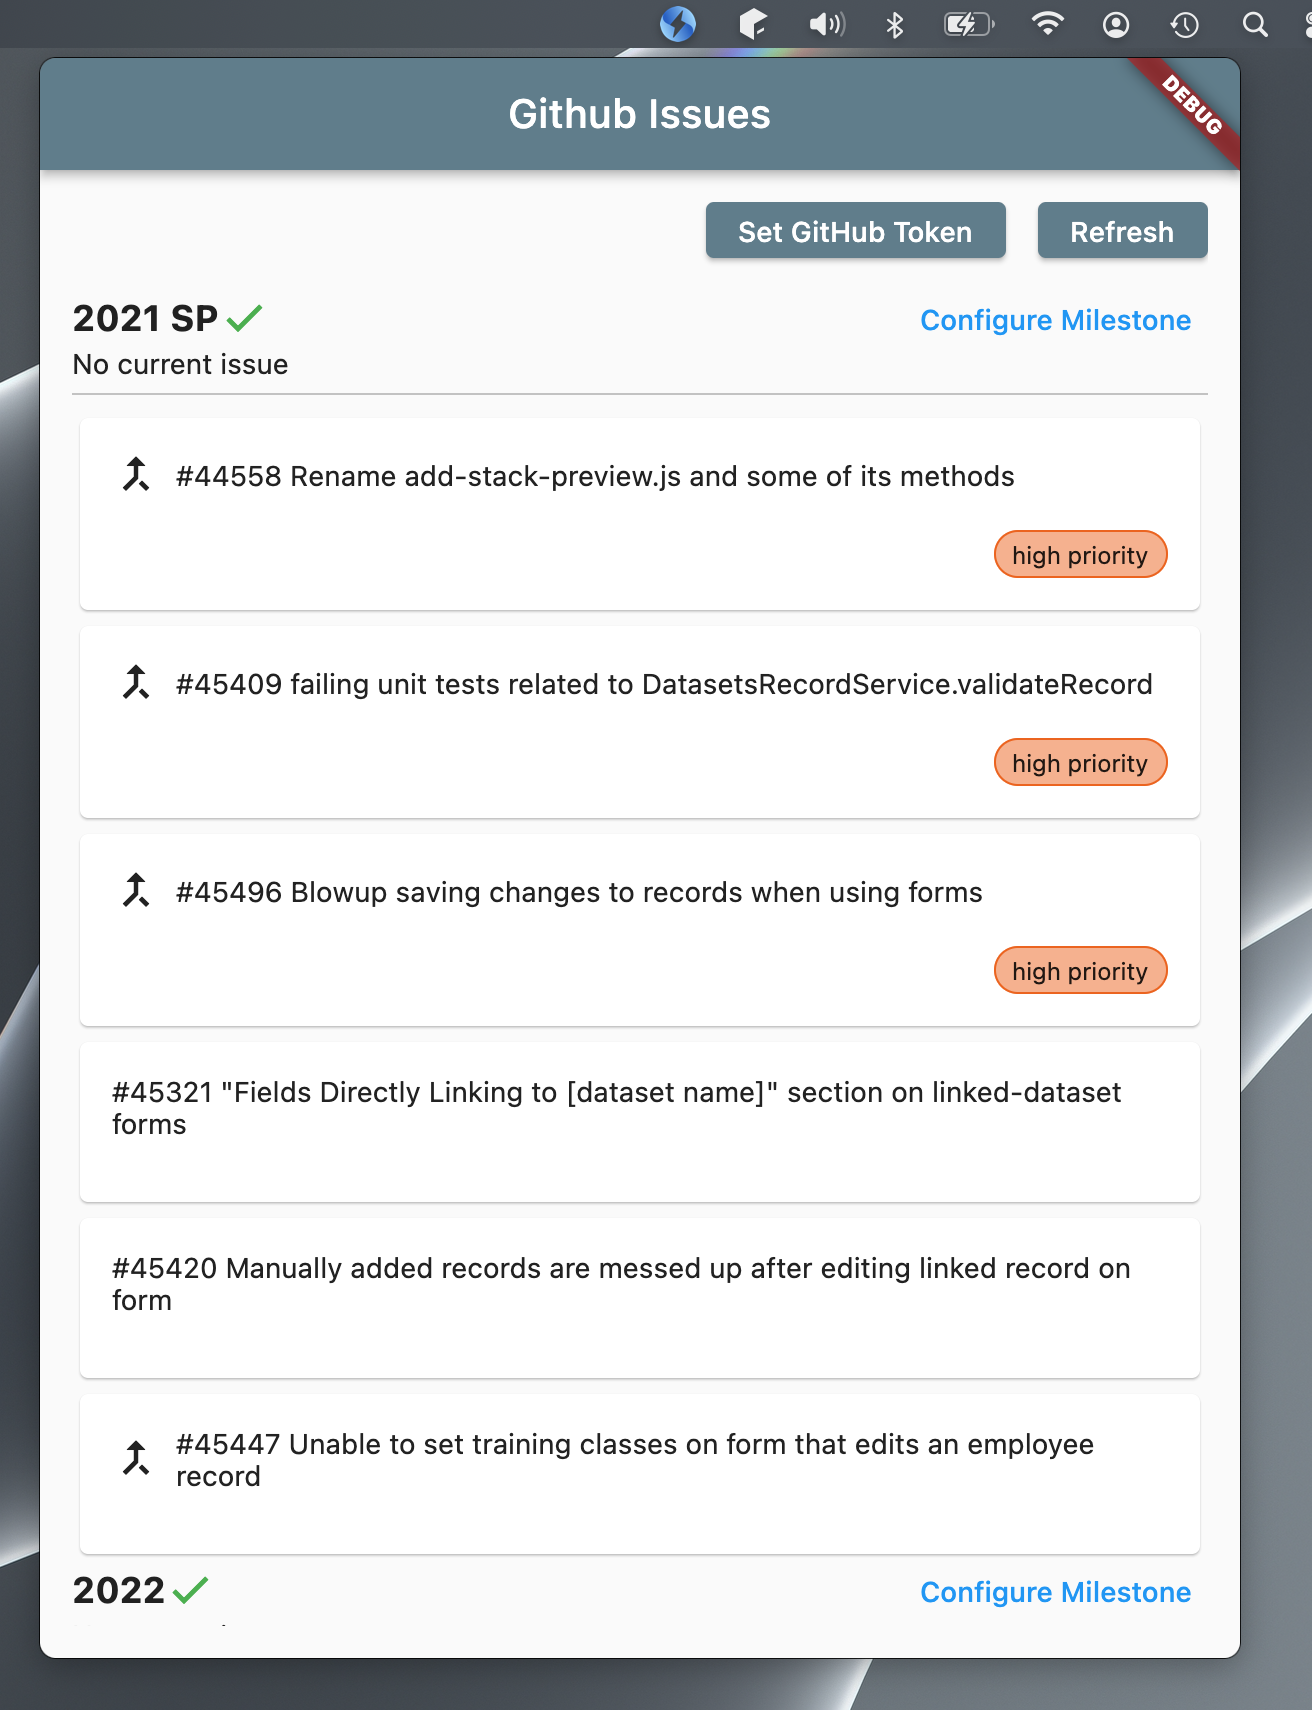 Github Issues
DEBUG
Set GitHub Token
Refresh
2021 SP
Configure Milestone
No current issue
#44558 Rename add-stack-preview.js and some of its methods
high priority
#45409 failing unit tests related to DatasetsRecordService.validateRecord
high priority
#45496 Blowup saving changes to records when using forms
high priority
#45321 "Fields Directly Linking to [dataset name]" section on linked-dataset
forms
#45420 Manually added records are messed up after editing linked record on
form
#45447 Unable to set training classes on form that edits an employee
record
2022
Configure Milestone